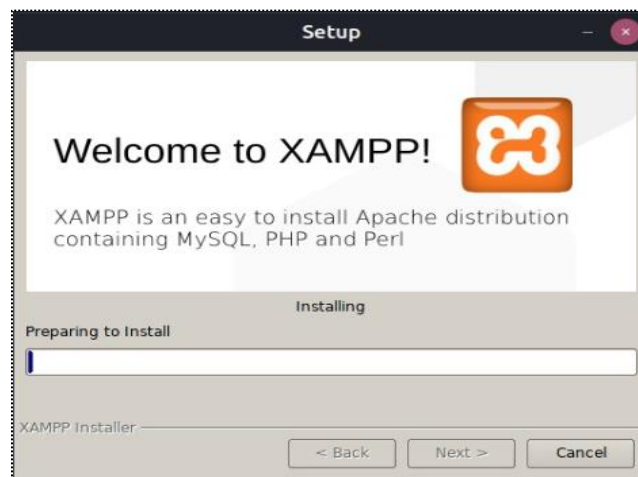 Setup
Welcome to XAMPP!
XAMPP is an easy to install Apache distribution
containing MySQL, PHP and Perl
Installing
Preparing to Install
XAMPP Installer
< Back
Next >
Cancel